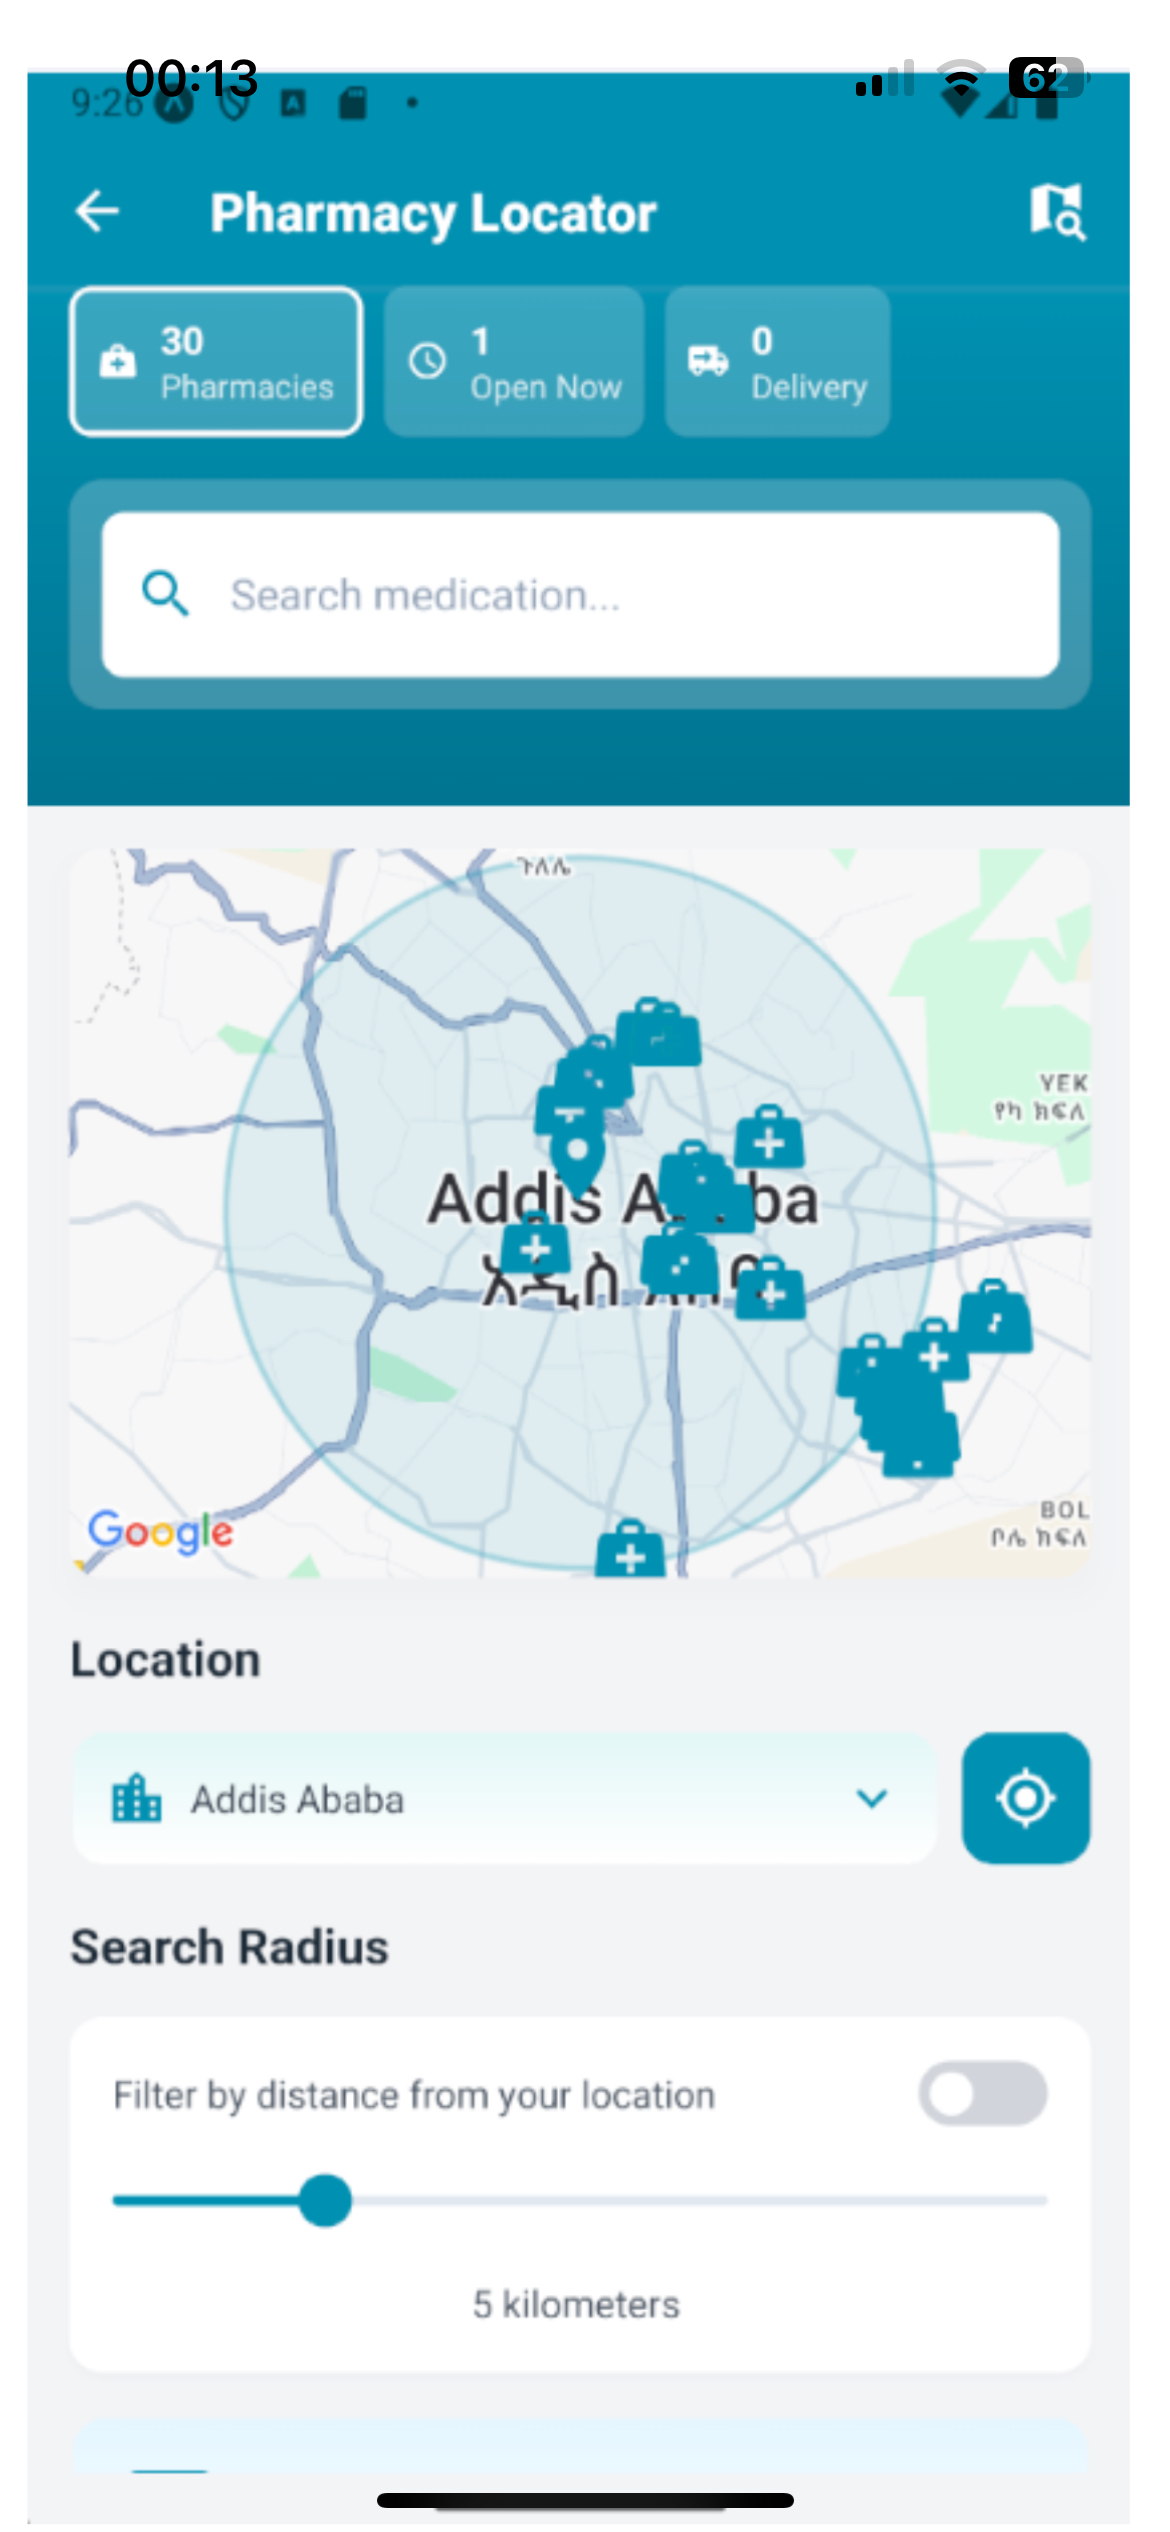 00:13
62
9:26
Pharmacy Locator
30
Pharmacies
1
Open Now
0
Delivery
Search medication...
ጉለሌ
YEK
የካ ክፍለ
Addis
ba
አዲስ
BOL
ቦሌ ክፍለ
Google
Location
Addis Ababa
Search Radius
Filter by distance from your location
5 kilometers